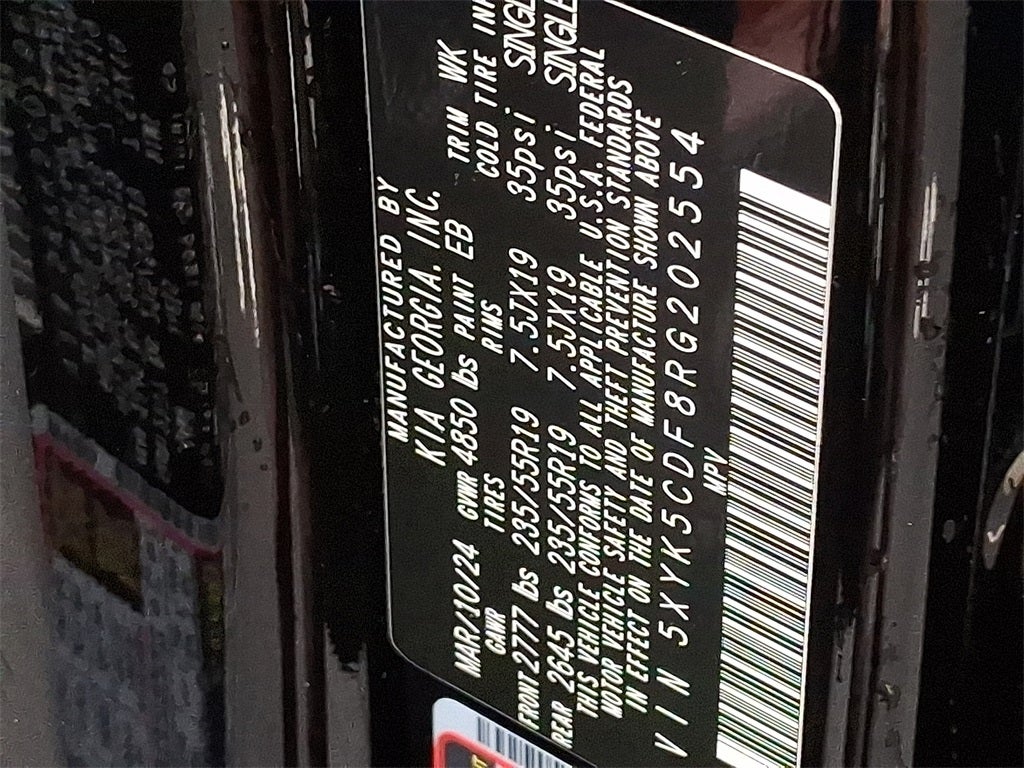 MANUFACTURED BY
KIA GEORGIA. INC.
MAR/10/24 GVWR 4850 lbs PAINT EB TRIM WK
GAWR TIRES RIMS COLD TIRE
FRONT 2777 lbs 235/55R19 7.5JX19 35psi
REAR 2645 lbs 235/55R19 7.5JX19 35psi SINGLE
THIS VEHICLE CONFORMS TO ALL APPLICABLE U.S.A. FEDERAL
MOTOR VEHICLE SAFETY AND THEFT PREVENTION STANDARDS
IN EFFECT ON THE DATE OF MANUFACTURE SHOWN ABOVE
VIN 5XYK5CDF8RG202554
MPV